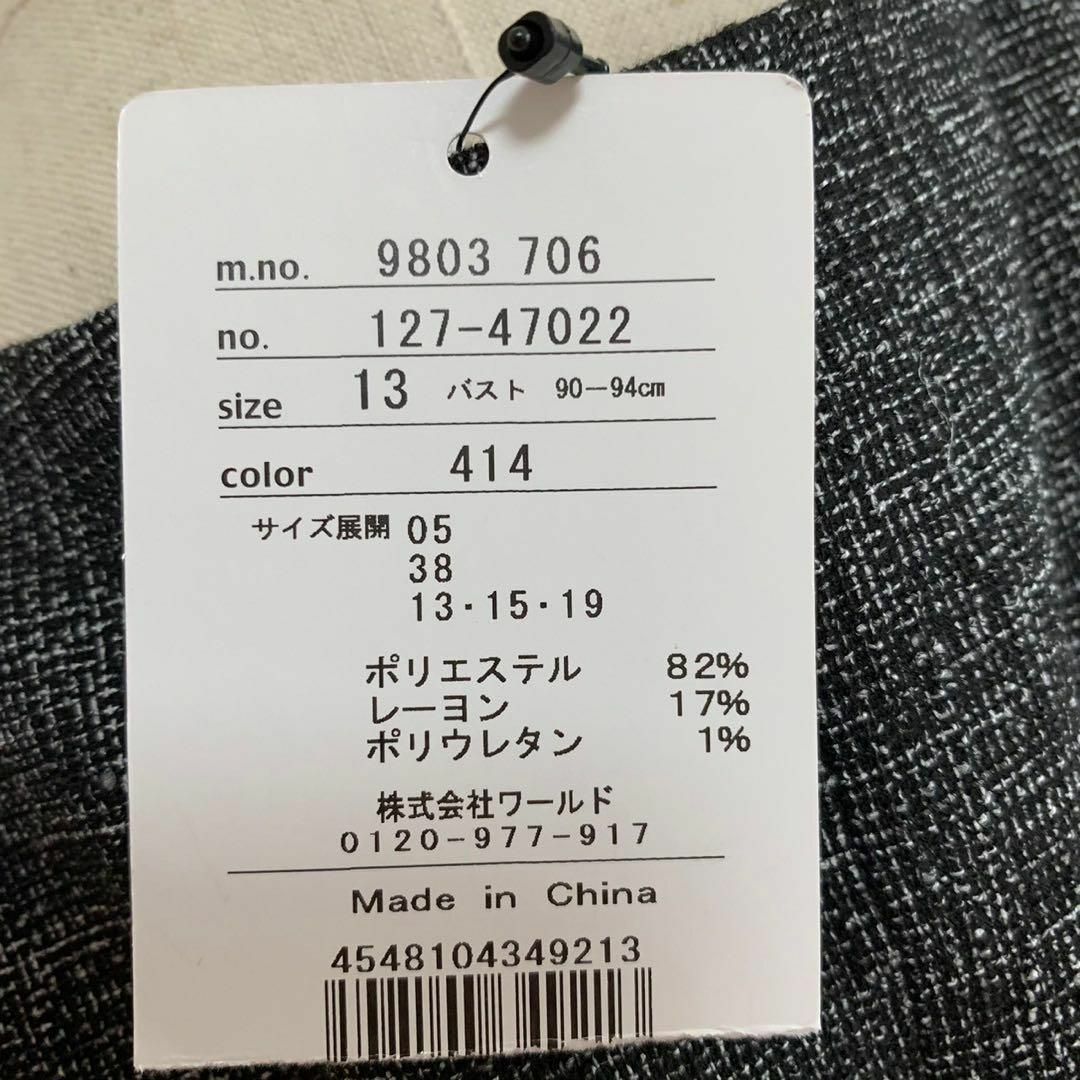 m.no. 9803 706
no. 127-47022
size 13 バスト 90-94cm
color 414
サイズ展開 05
38
13・15・19
ポリエステル 82%
レーヨン 17%
ポリウレタン 1%
株式会社ワールド
0120-977-917
Made in China
4548104349213